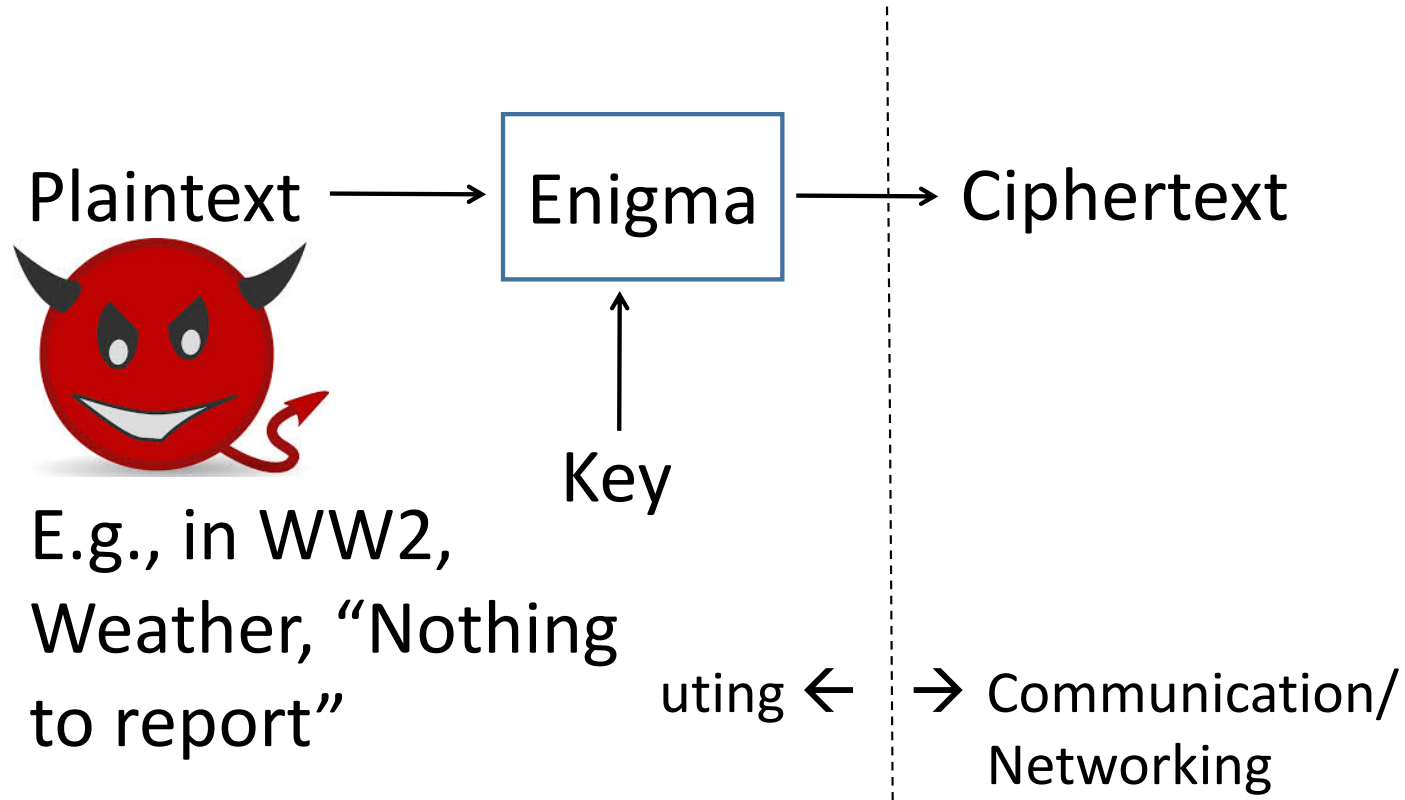 Plaintext
Enigma
Ciphertext
Key
E.g., in WW2,
Weather, “Nothing
to report”
uting ← → Communication/
Networking